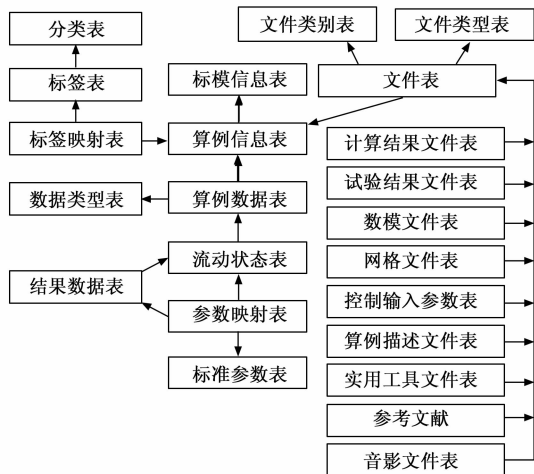 分类表
文件类别表
文件类型表
标签表
标模信息表
文件表
标签映射表
算例信息表
计算结果文件表
试验结果文件表
数据类型表
算例数据表
数模文件表
流动状态表
网格文件表
结果数据表
控制输入参数表
参数映射表
算例描述文件表
标准参数表
实用工具文件表
参考文献
音影文件表